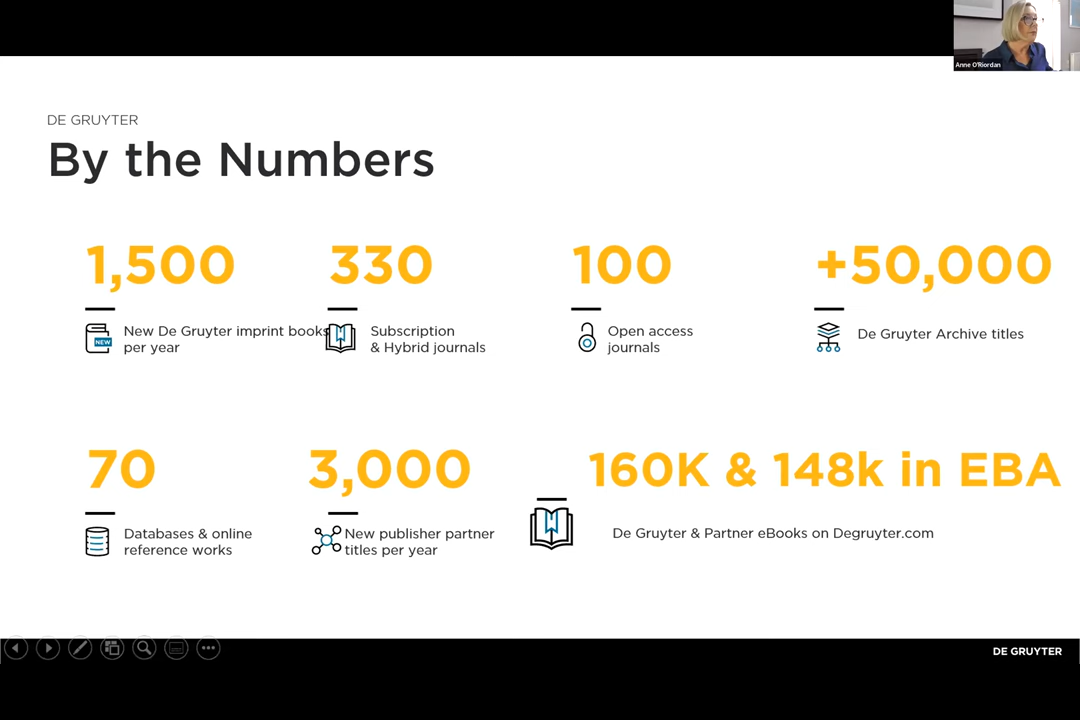 Anne O'Riordan
DE GRUYTER
By the Numbers
1,500
New De Gruyter imprint books
per year
NEW
330
Subscription
& Hybrid journals
100
Open access
journals
+50,000
De Gruyter Archive titles
70
Databases & online
reference works
3,000
New publisher partner
titles per year
160K & 148k in EBA
De Gruyter & Partner eBooks on Degruyter.com
DE GRUYTER